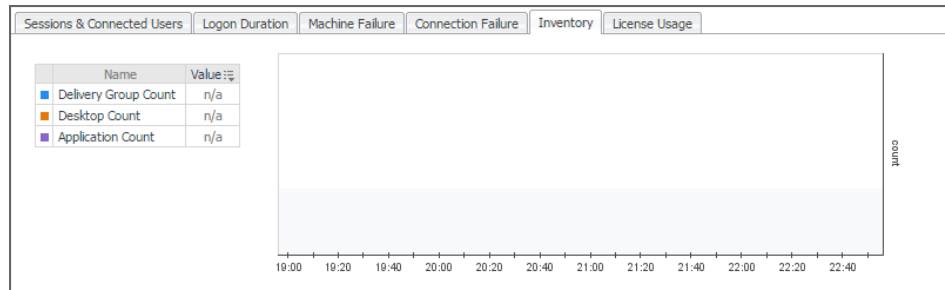 Sessions & Connected Users Logon Duration Machine Failure Connection Failure Inventory License Usage
Name Value
Delivery Group Count n/a
Desktop Count n/a
Application Count n/a
count
19:00 19:20 19:40 20:00 20:20 20:40 21:00 21:20 21:40 22:00 22:20 22:40